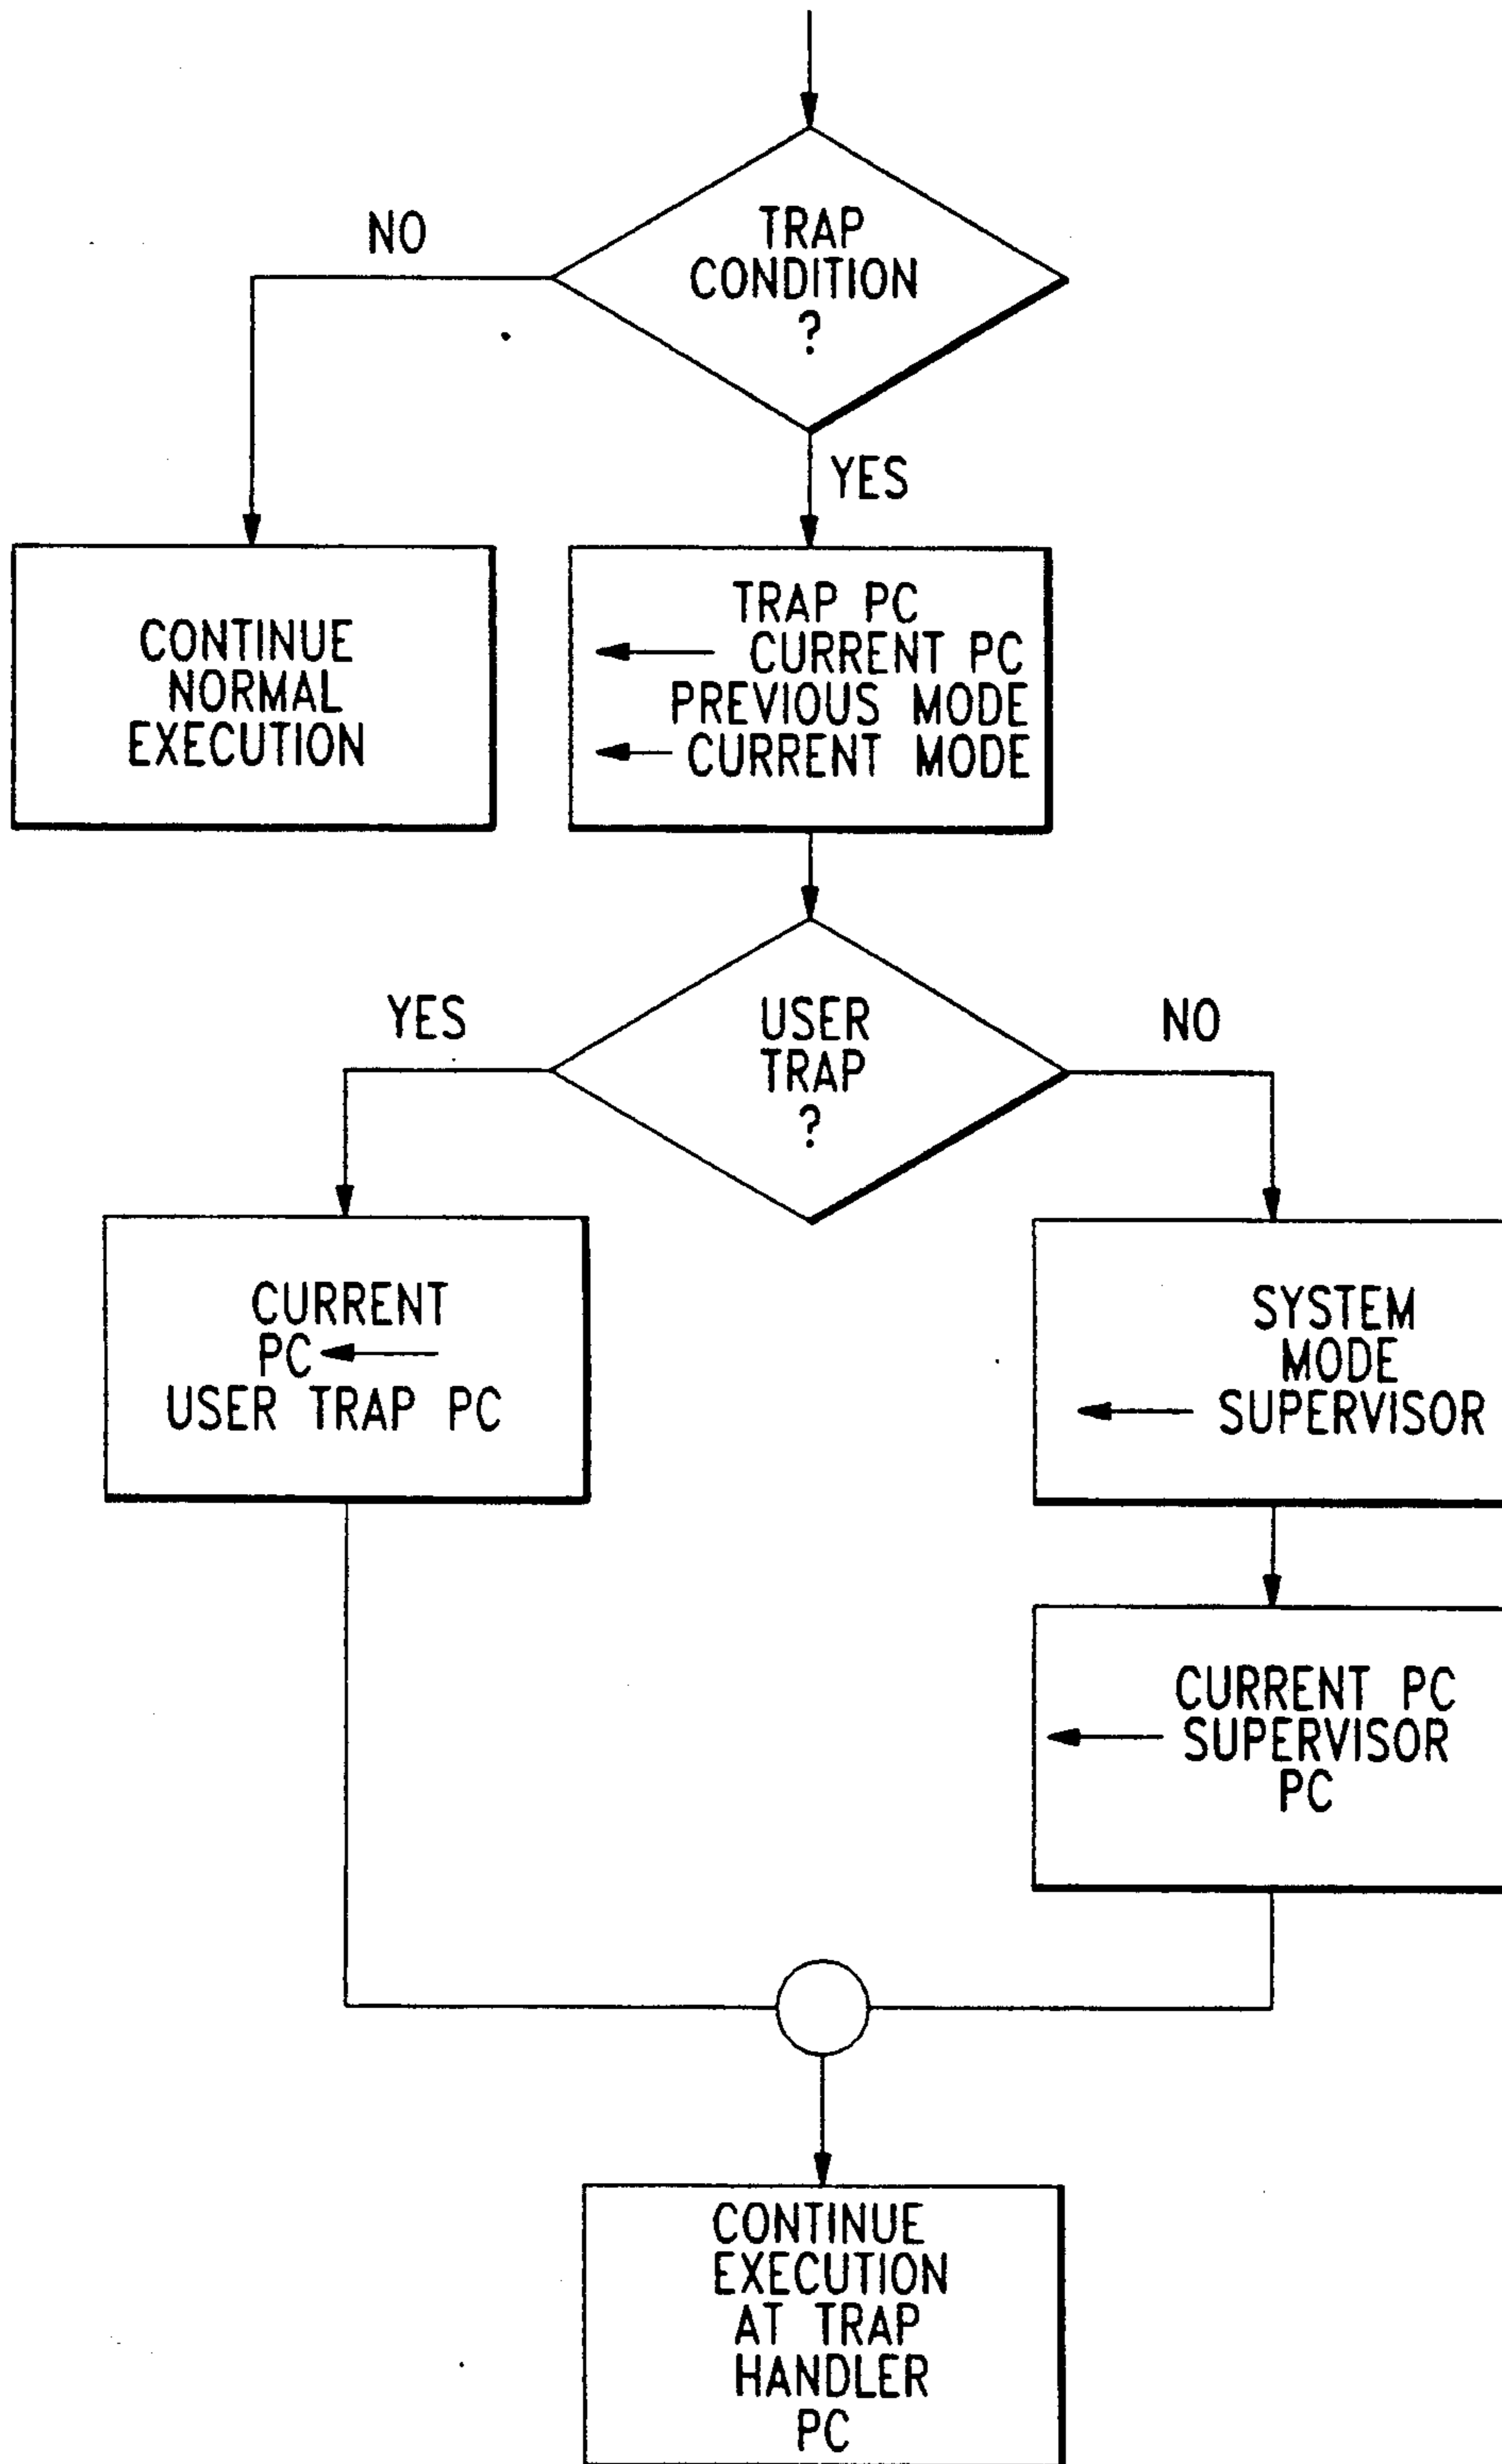 NO
TRAP
CONDITION
?
YES
CONTINUE
NORMAL
EXECUTION
TRAP PC
← CURRENT PC
PREVIOUS MODE
← CURRENT MODE
YES
USER
TRAP
?
NO
CURRENT
PC ←
USER TRAP PC
SYSTEM
MODE
← SUPERVISOR
CURRENT PC
← SUPERVISOR
PC
CONTINUE
EXECUTION
AT TRAP
HANDLER
PC